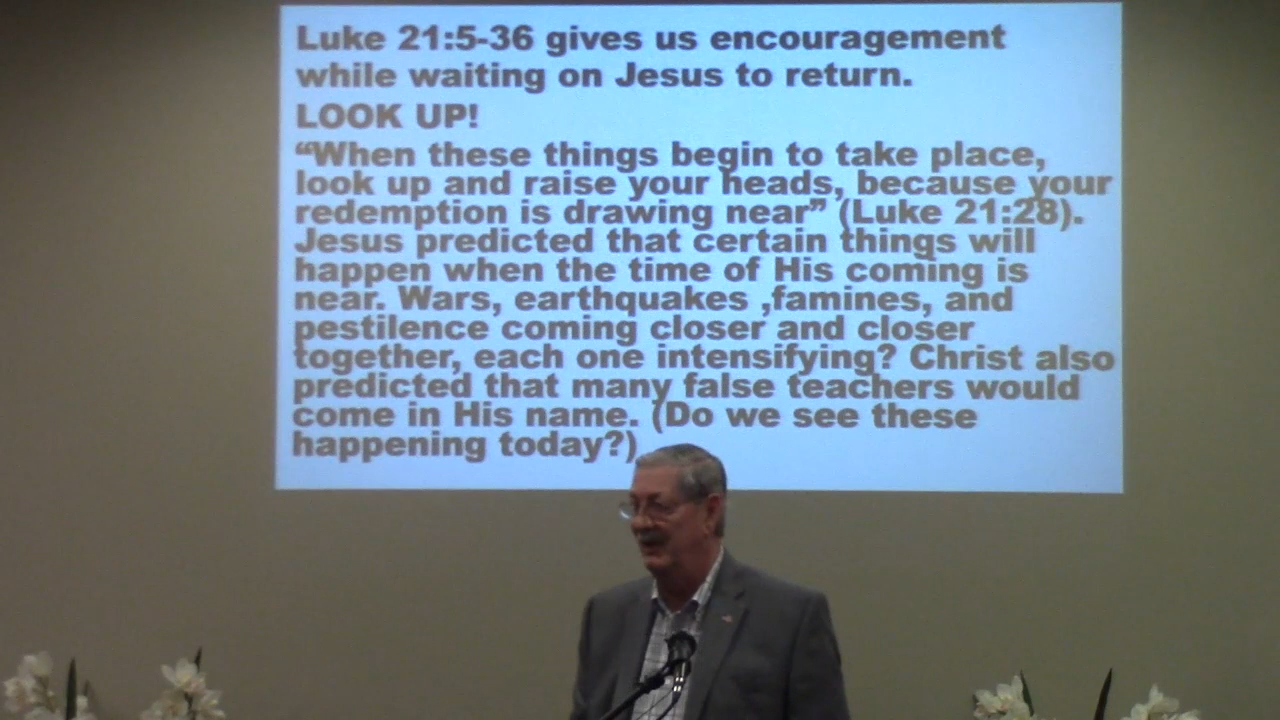 Luke 21:5-36 gives us encouragement
while waiting on Jesus to return.
LOOK UP!
“When these things begin to take place,
look up and raise your heads, because your
redemption is drawing near” (Luke 21:28).
Jesus predicted that certain things will
happen when the time of His coming is
near. Wars, earthquakes ,famines, and
pestilence coming closer and closer
together, each one intensifying? Christ also
predicted that many false teachers would
come in His name. (Do we see these
happening today?)